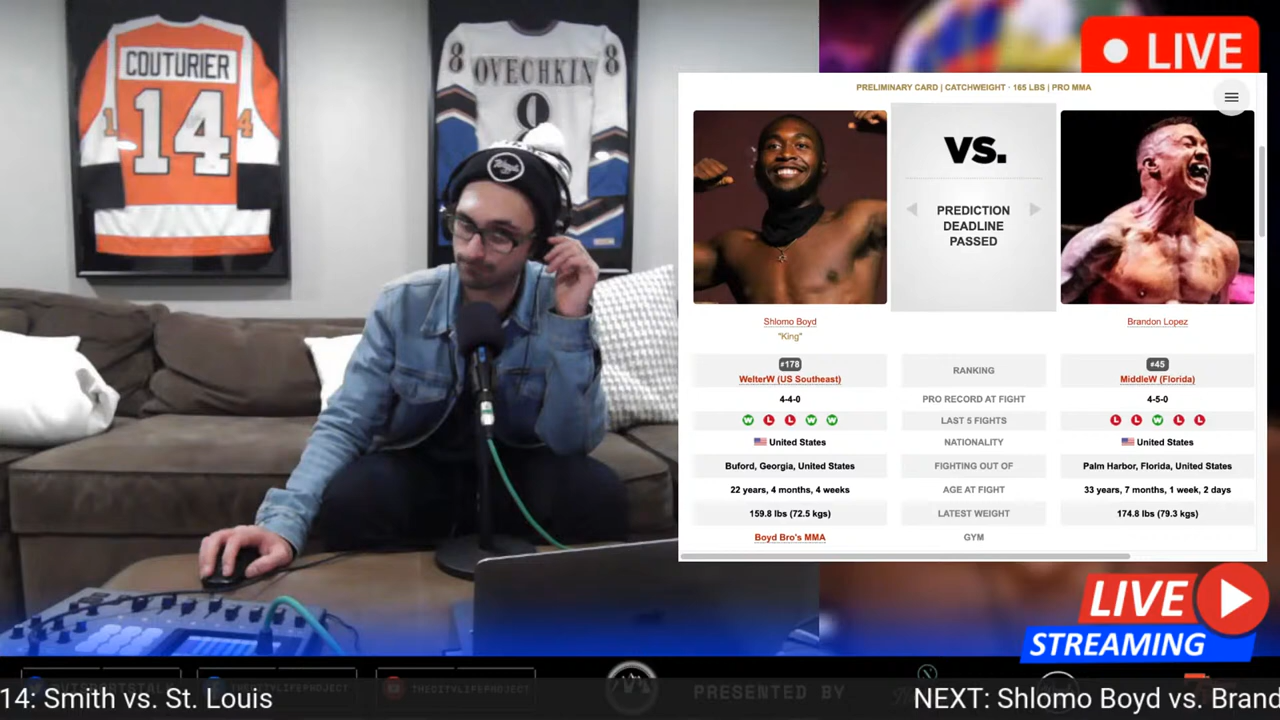 COUTURIER
14
1
4
8 OVECHKIN 8
LIVE
PRELIMINARY CARD | CATCHWEIGHT · 165 LBS | PRO MMA
VS.
PREDICTION
DEADLINE
PASSED
Shlomo Boyd
"King"
Brandon Lopez
#178
WelterW (US Southeast)
RANKING
#45
MiddleW (Florida)
4-4-0
PRO RECORD AT FIGHT
4-5-0
W L L W W
LAST 5 FIGHTS
L L W L L
United States
NATIONALITY
United States
Buford, Georgia, United States
FIGHTING OUT OF
Palm Harbor, Florida, United States
22 years, 4 months, 4 weeks
AGE AT FIGHT
33 years, 7 months, 1 week, 2 days
159.8 lbs (72.5 kgs)
LATEST WEIGHT
174.8 lbs (79.3 kgs)
Boyd Bro's MMA
GYM
LIVE
STREAMING
THECITYLIFEPROJECT
THECITYLIFEPROJECT
PRESENTED BY
14: Smith vs. St. Louis
NEXT: Shlomo Boyd vs. Brand